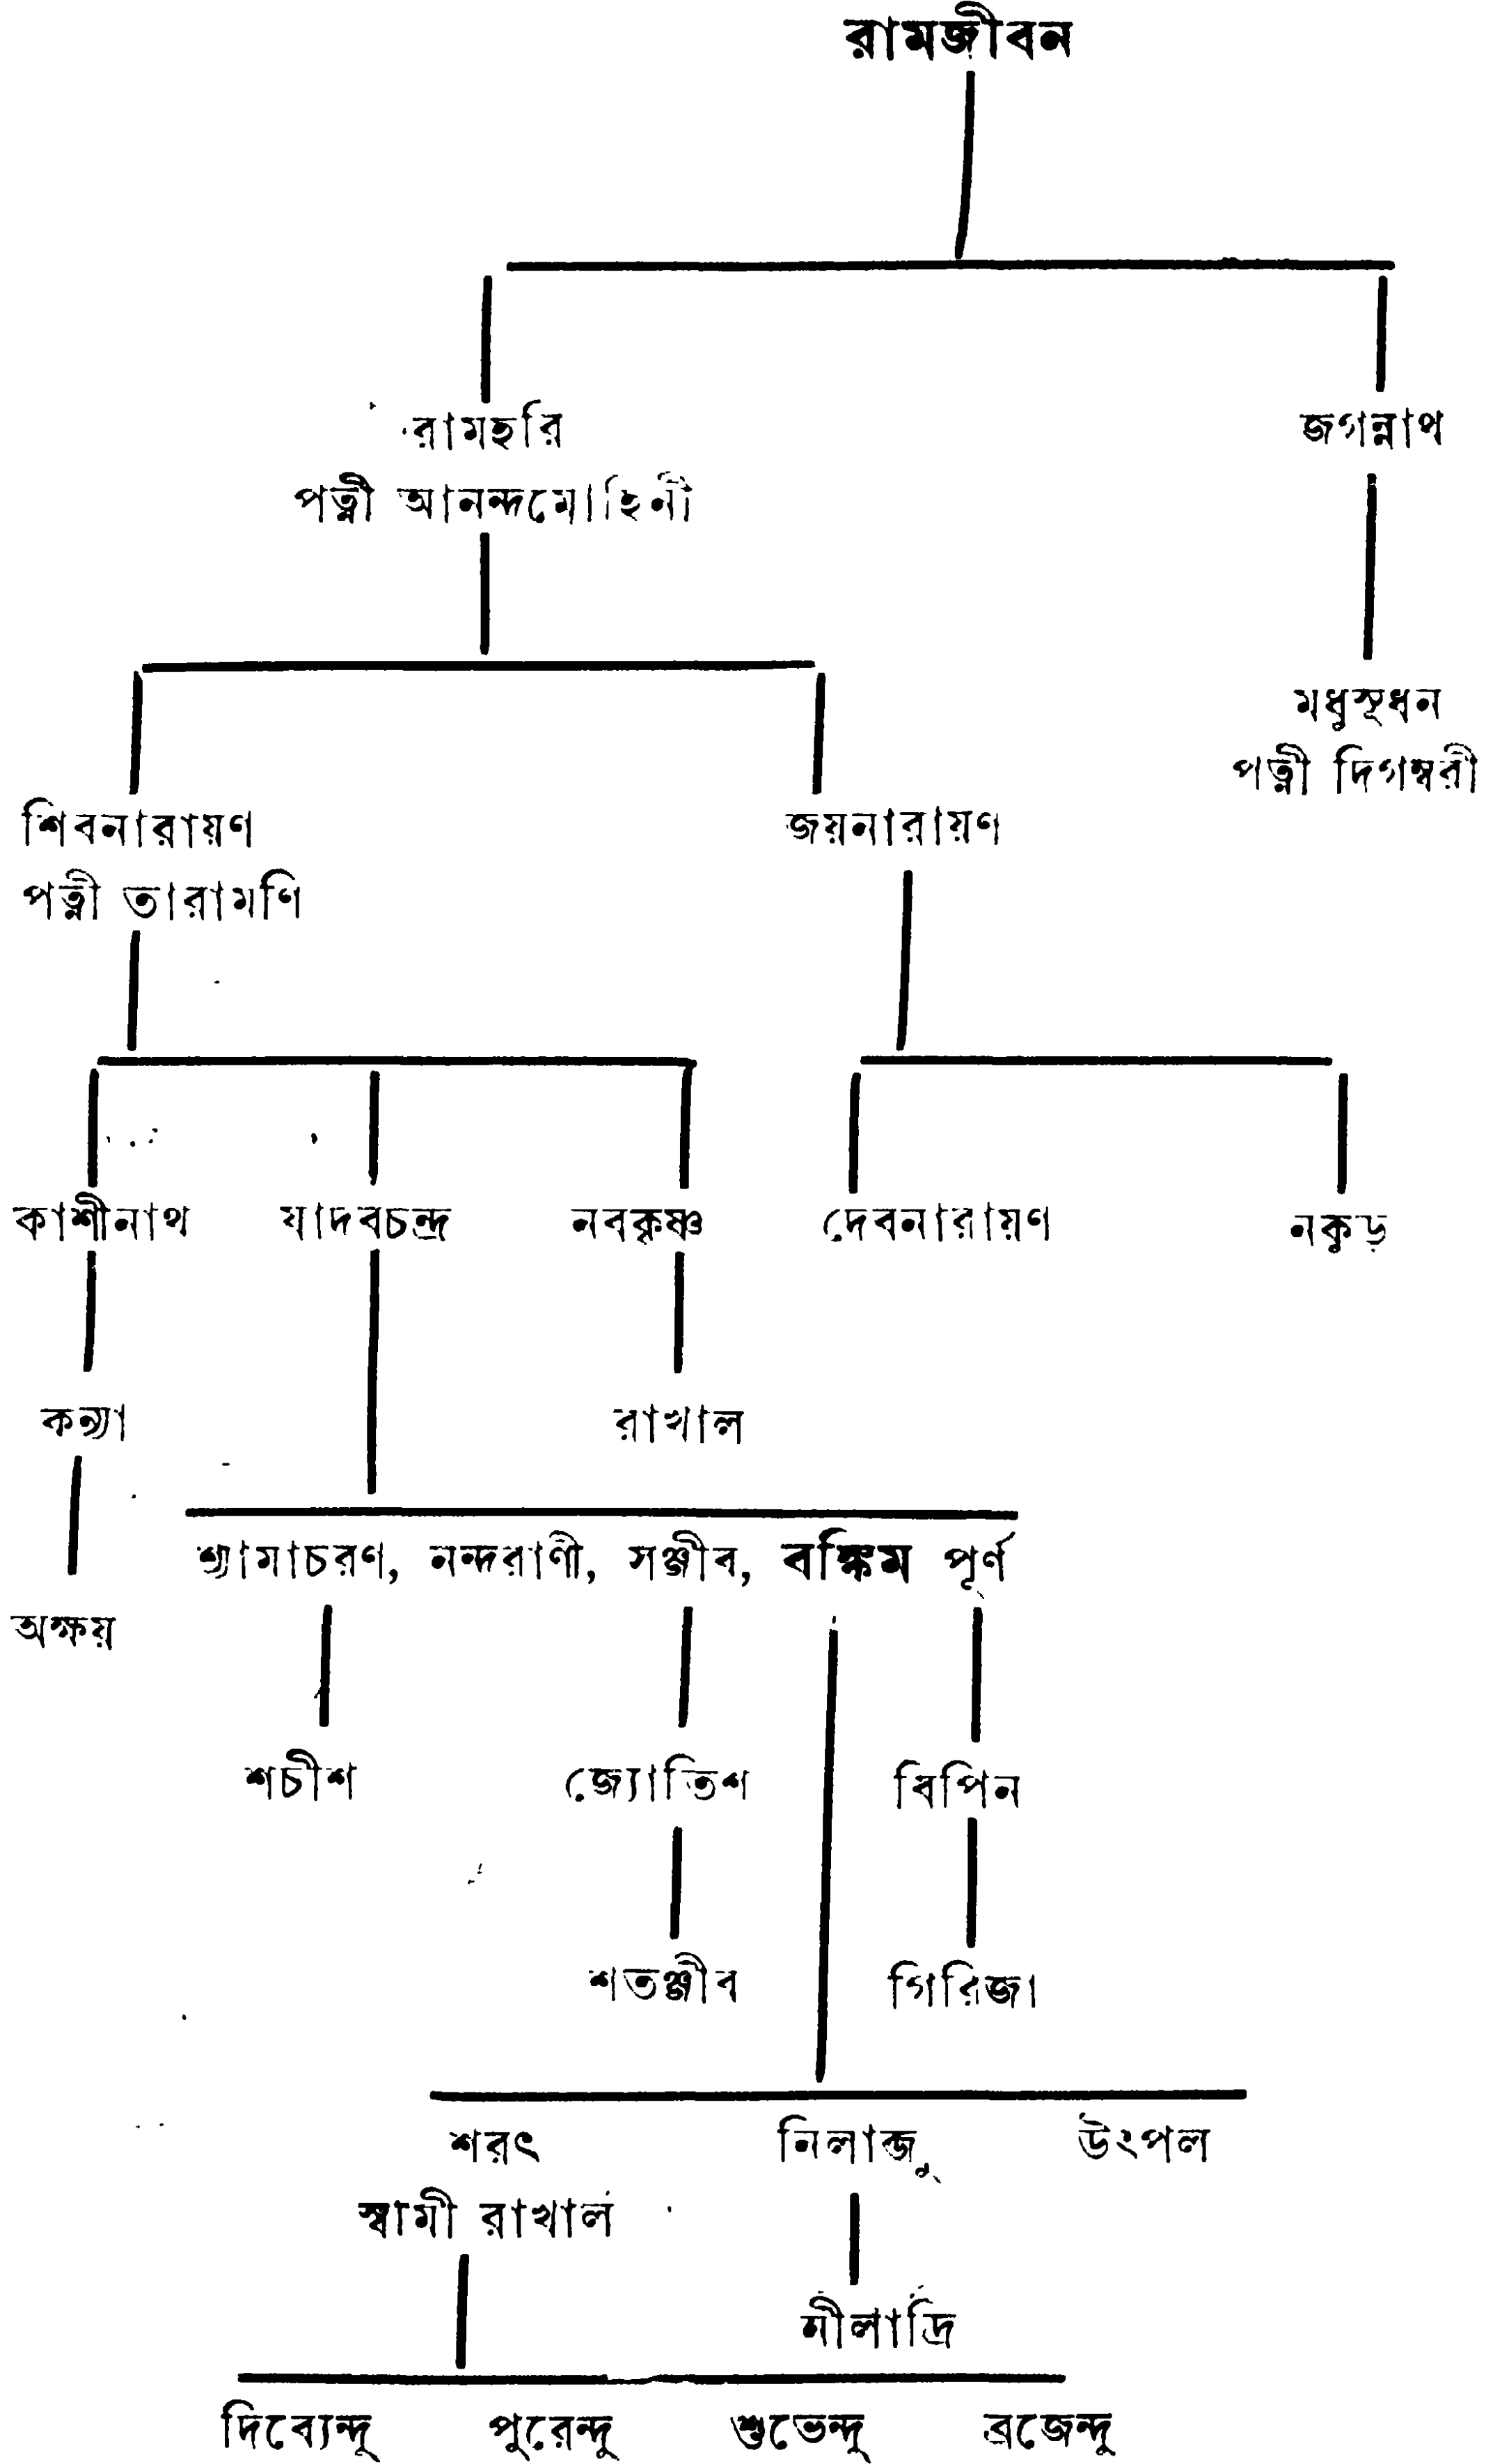 রামজীবন
রামহরি
পত্নী আনন্দমোহিনী
জগন্নাথ
মধুসূধন
পত্নী দিগম্বরী
শিবনারায়ণ
পত্নী তারামণি
জয়নারায়ণ
কাশীনাথ যাদবচন্দ্র নবকৃষ্ণ দেবনারায়ণ নকুড়
কন্যা রাখাল
শ্যামাচরণ, নন্দরাণী, সঞ্জীব, বঙ্কিম পূর্ণ
অক্ষয়
শচীশ জ্যোতিশ বিপিন
শতঞ্জীব গিরিজা
শরৎ নিলাব্জ উৎপল
স্বামী রাখাল
নীলাদ্রি
দিব্যেন্দু পুরেন্দু শুভেন্দু ব্রজেন্দু